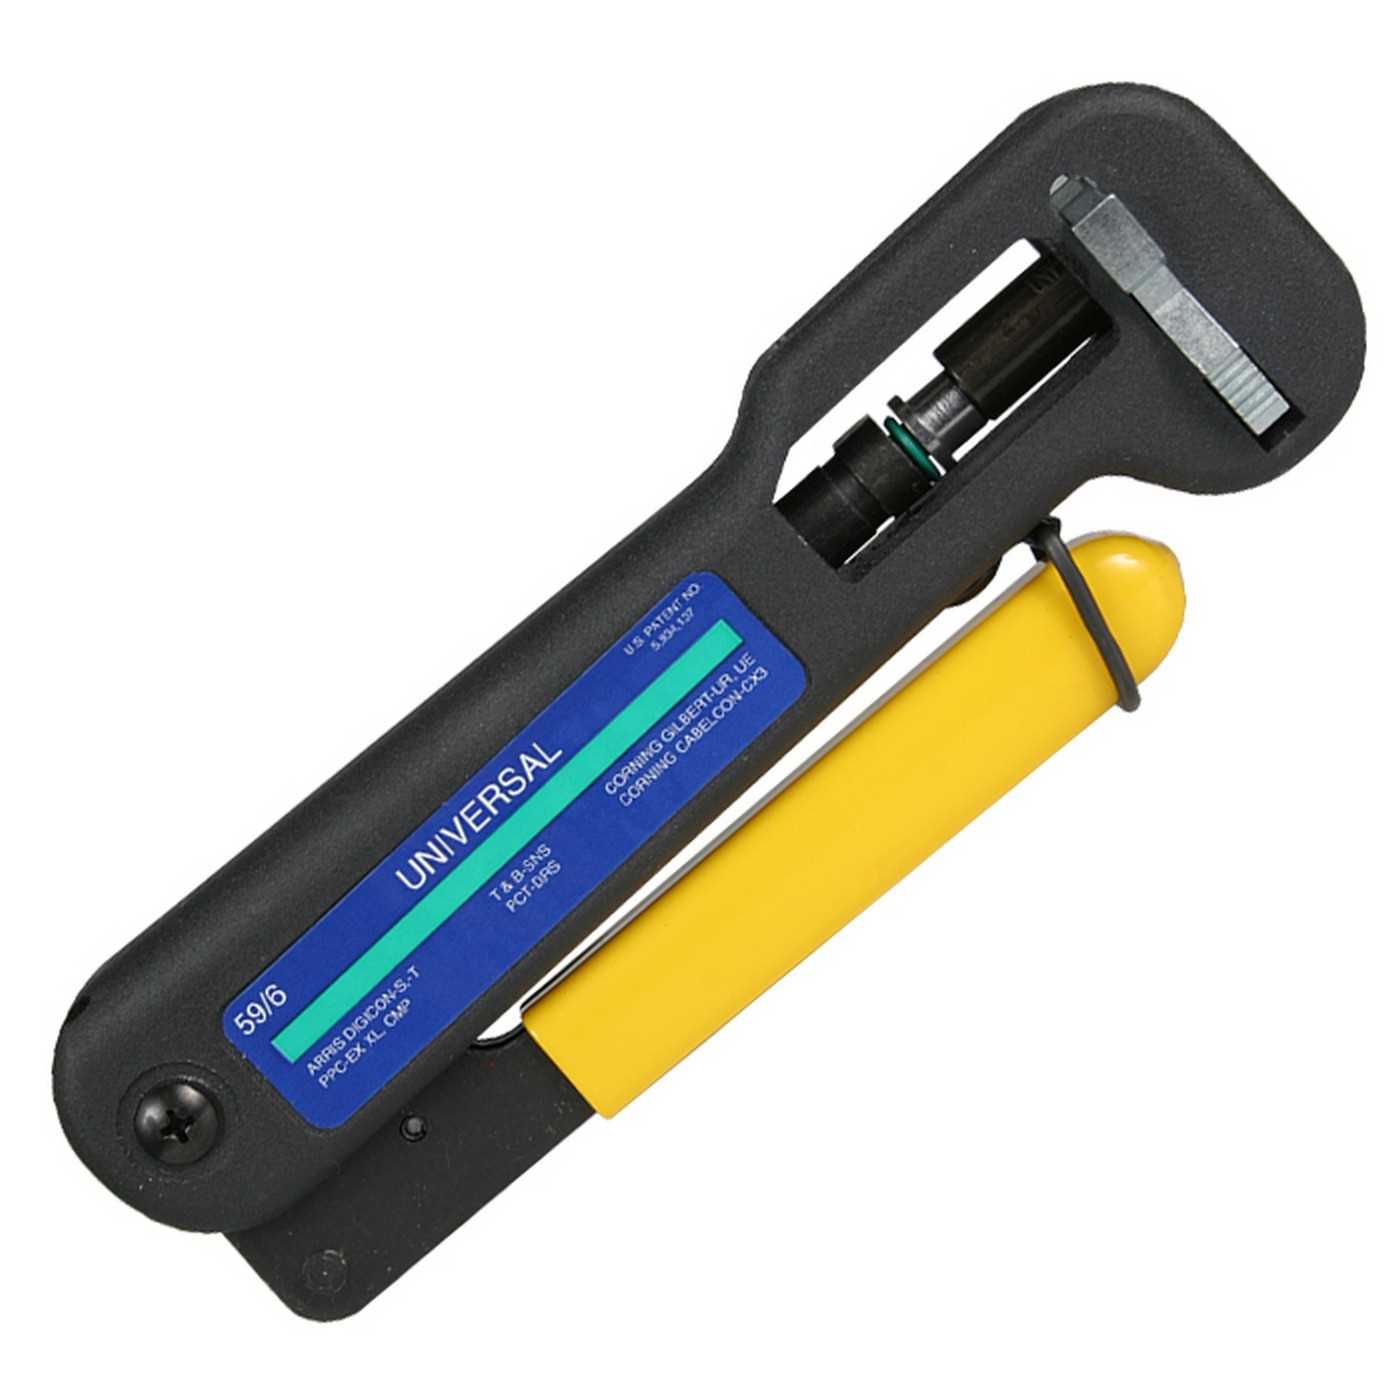 59/6
UNIVERSAL
U.S. PATENT NO.
5,934,137
ARRIS DIGICON-S.-T
PPC-EX XL. CMP
T & B-SNS
PCT-DRS
CORNING GILBERT-UR, UE
CORNING CABELCON-CX3